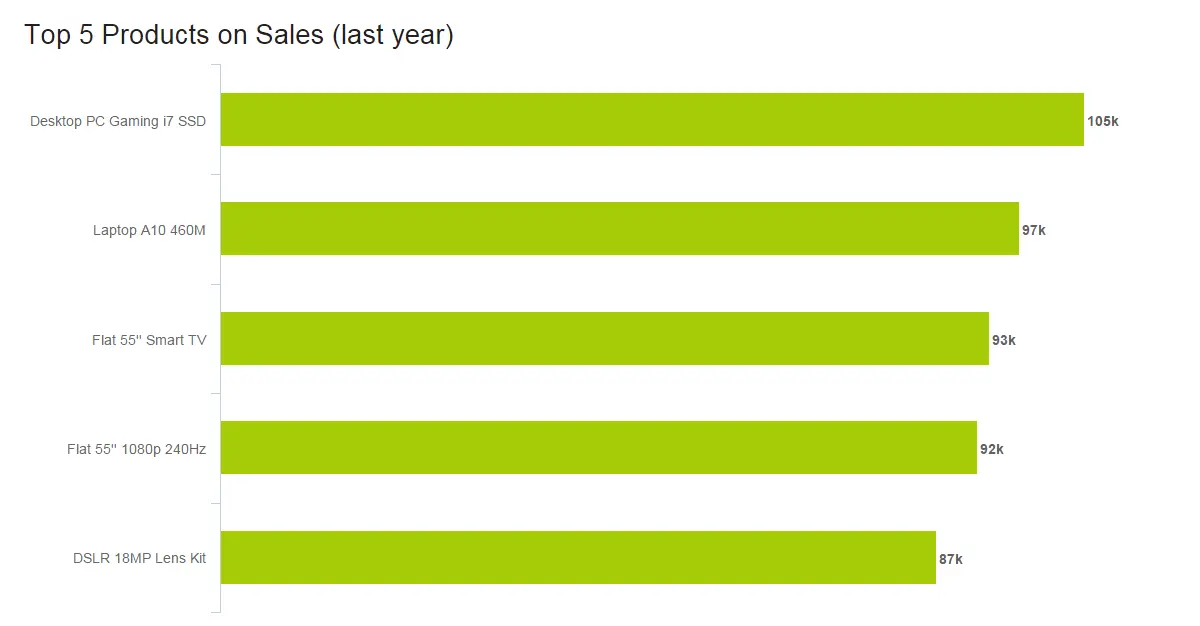 Top 5 Products on Sales (last year)
Desktop PC Gaming i7 SSD 105k
Laptop A10 460M 97k
Flat 55" Smart TV 93k
Flat 55" 1080p 240Hz 92k
DSLR 18MP Lens Kit 87k